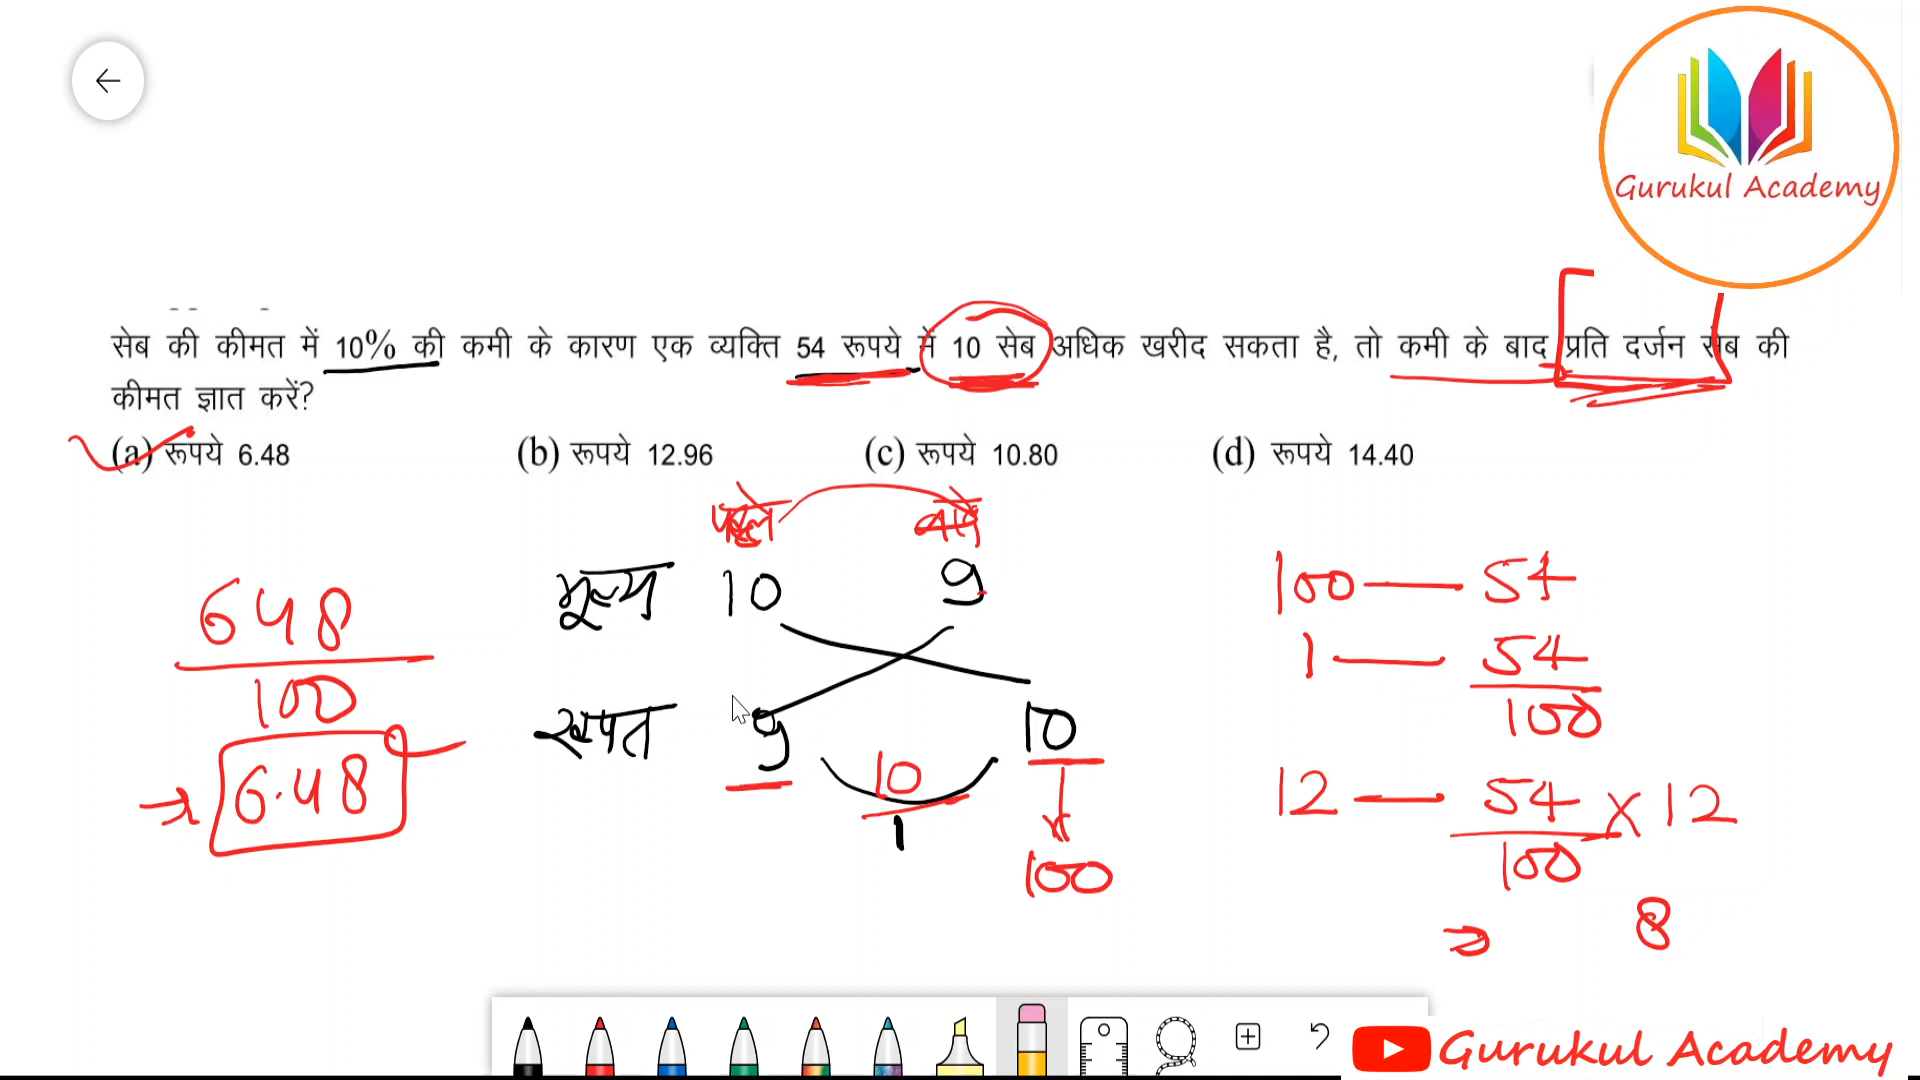 Gurukul Academy
सेब की कीमत में 10% की कमी के कारण एक व्यक्ति 54 रूपये में 10 सेब अधिक खरीद सकता है, तो कमी के बाद प्रति दर्जन सेब की
कीमत ज्ञात करें?
(a) रूपये 6.48 (b) रूपये 12.96 (c) रूपये 10.80 (d) रूपये 14.40
पहले बाद
मूल्य 10 9
खपत 9 10
10
1
100
648
100
→ 6.48
100 — 54
1 — 54
100
12 — 54 × 12
100
⇒ 8
Gurukul Academy